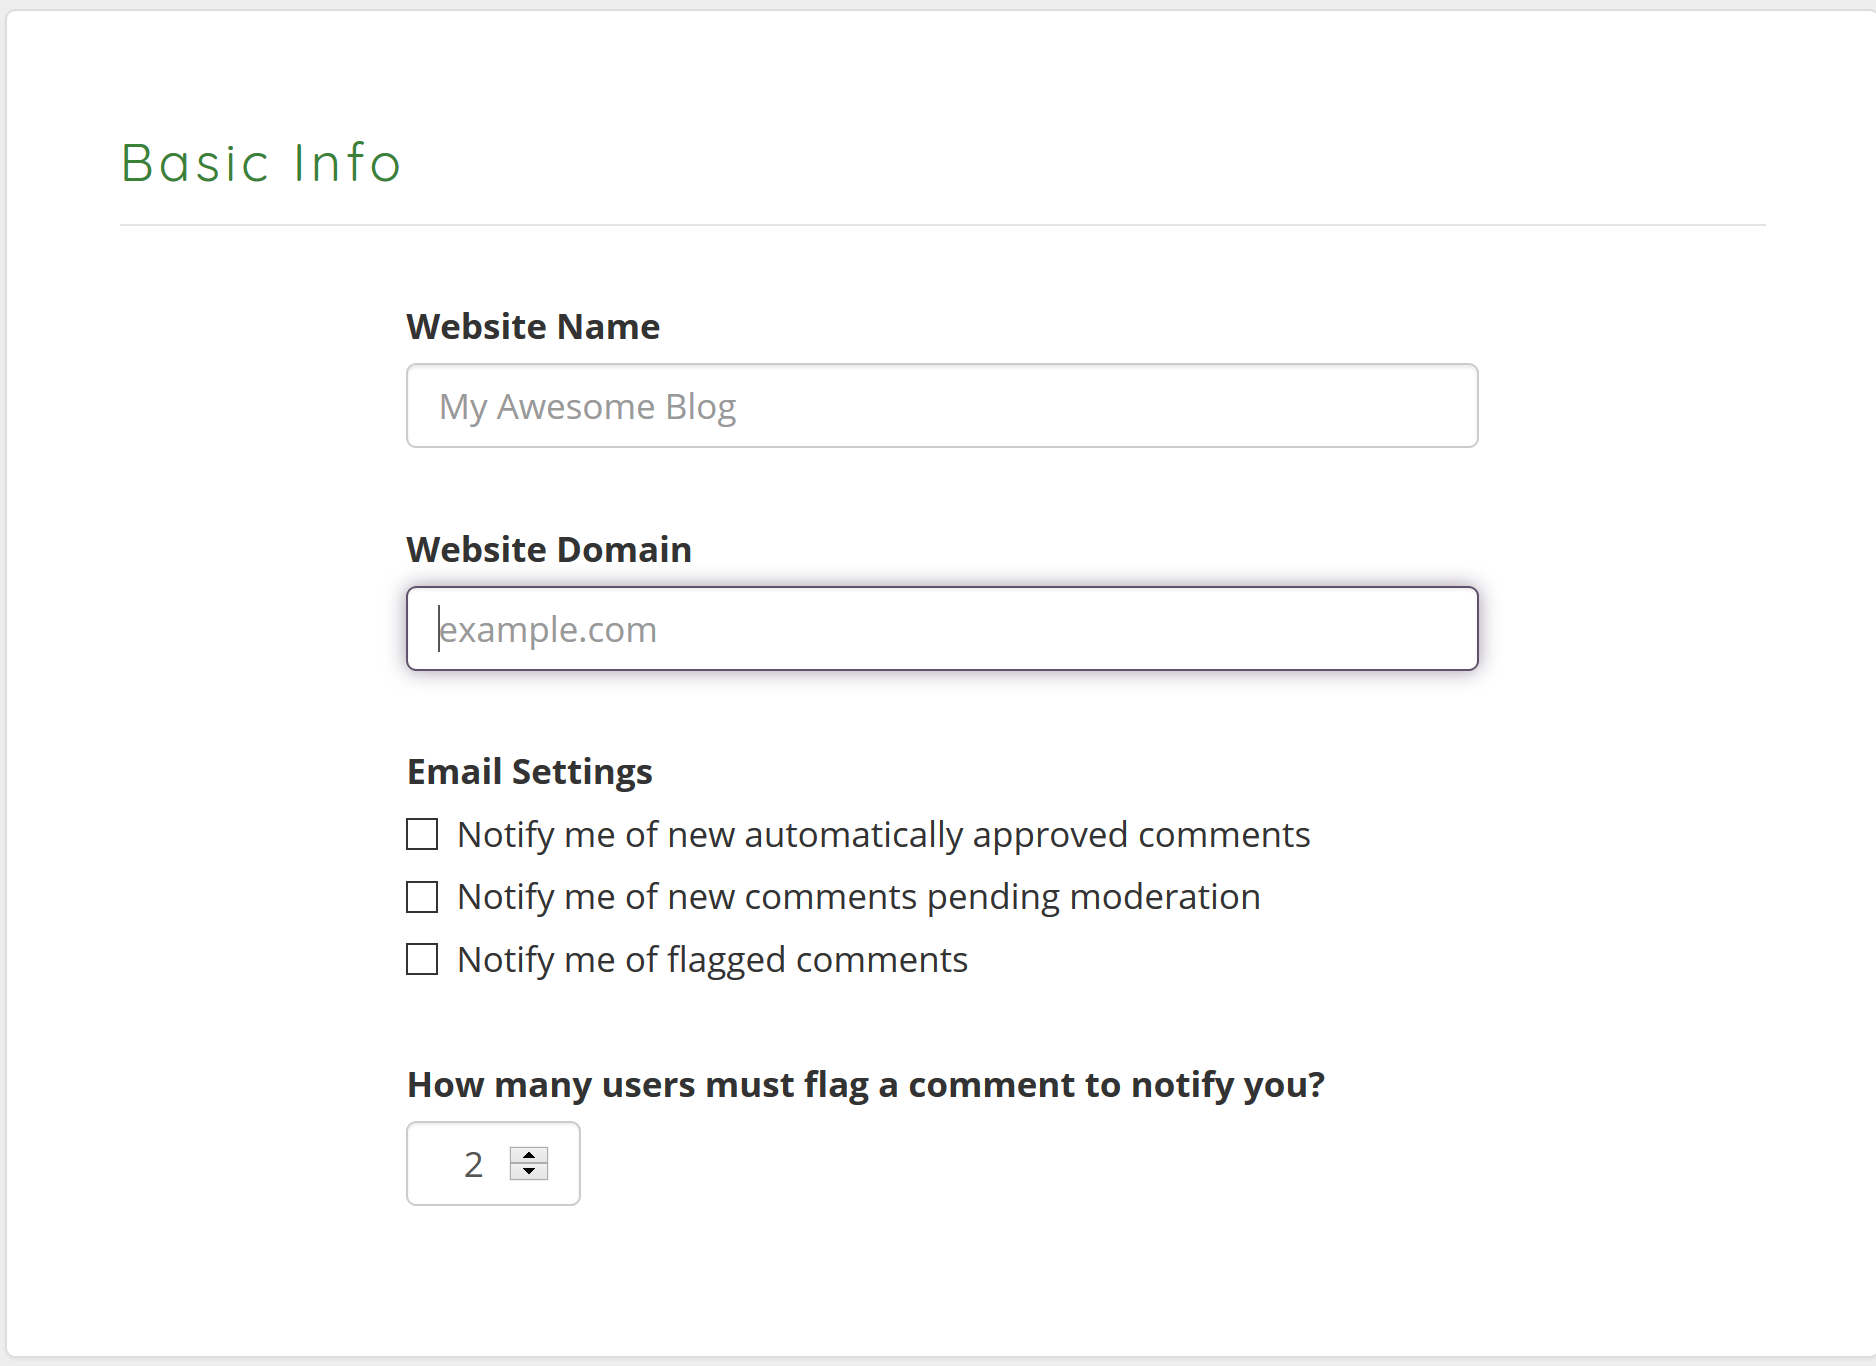 Basic Info
Website Name
My Awesome Blog
Website Domain
example.com
Email Settings
Notify me of new automatically approved comments
Notify me of new comments pending moderation
Notify me of flagged comments
How many users must flag a comment to notify you?
2